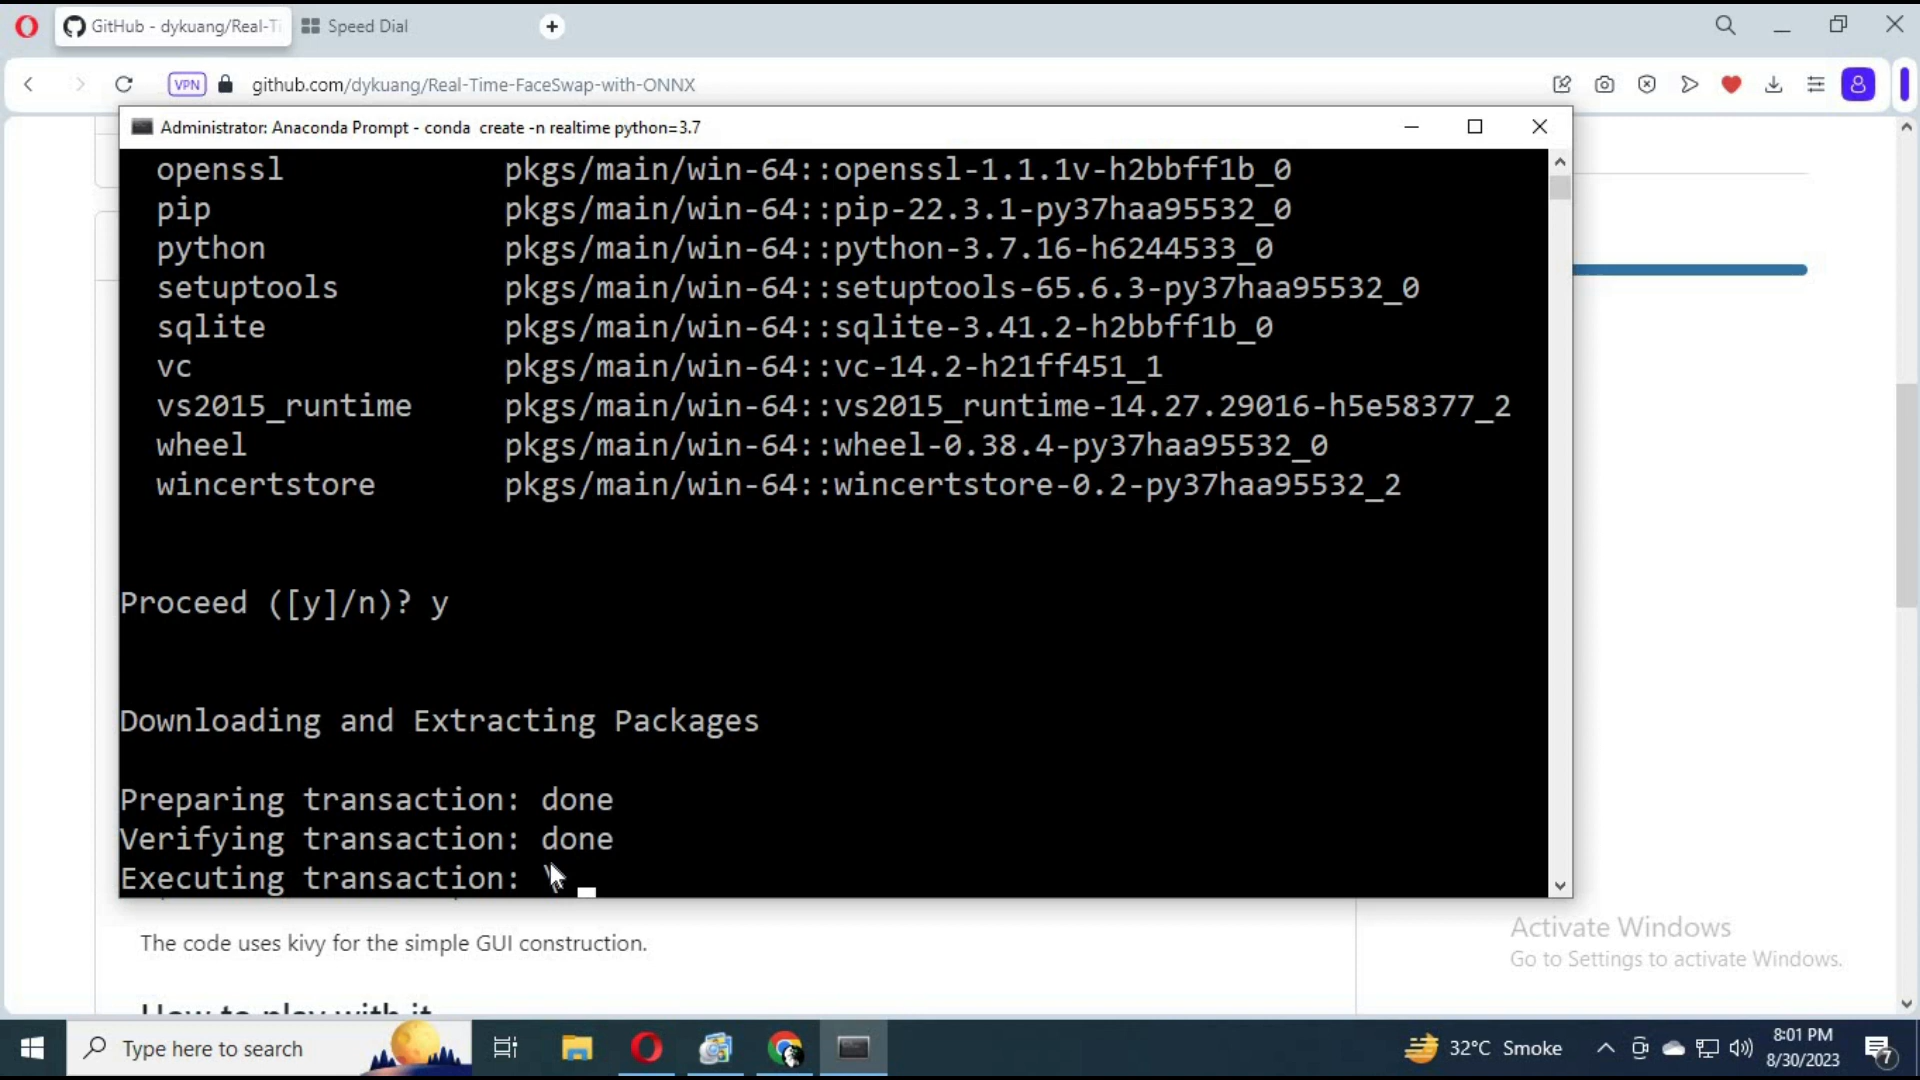 GitHub - dykuang/Real-Ti
Speed Dial
VPN
github.com/dykuang/Real-Time-FaceSwap-with-ONNX
Administrator: Anaconda Prompt - conda  create -n realtime python=3.7
openssl pkgs/main/win-64::openssl-1.1.1v-h2bbff1b_0
pip pkgs/main/win-64::pip-22.3.1-py37haa95532_0
python pkgs/main/win-64::python-3.7.16-h6244533_0
setuptools pkgs/main/win-64::setuptools-65.6.3-py37haa95532_0
sqlite pkgs/main/win-64::sqlite-3.41.2-h2bbff1b_0
vc pkgs/main/win-64::vc-14.2-h21ff451_1
vs2015_runtime pkgs/main/win-64::vs2015_runtime-14.27.29016-h5e58377_2
wheel pkgs/main/win-64::wheel-0.38.4-py37haa95532_0
wincertstore pkgs/main/win-64::wincertstore-0.2-py37haa95532_2
Proceed ([y]/n)? y
Downloading and Extracting Packages
Preparing transaction: done
Verifying transaction: done
Executing transaction:
The code uses kivy for the simple GUI construction.
How to play with it
Activate Windows
Go to Settings to activate Windows.
Type here to search
32°C Smoke
8:01 PM
8/30/2023
7